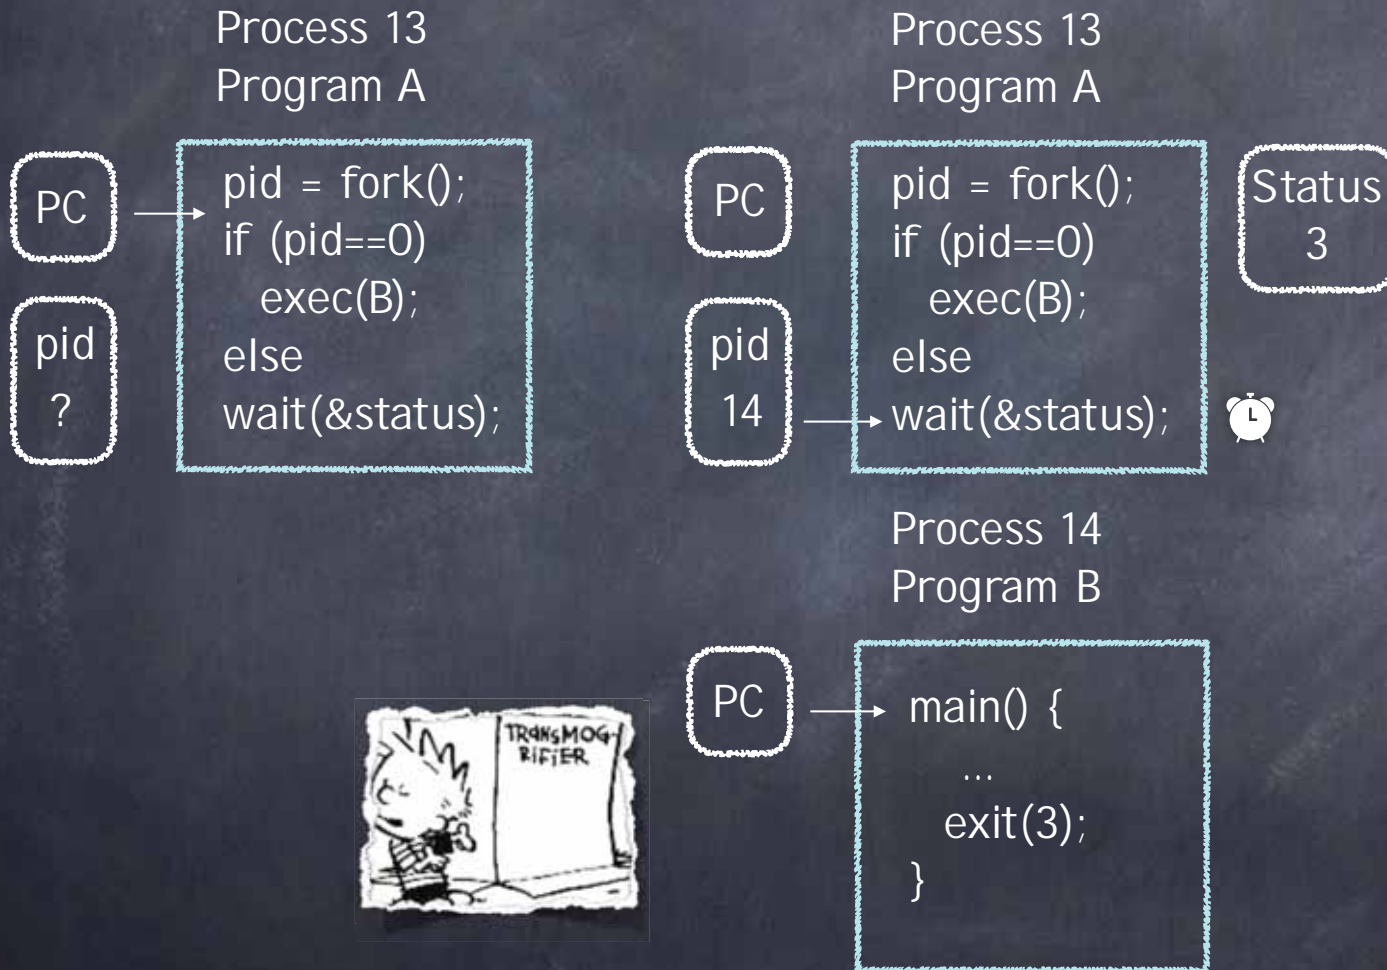 Process 13
Program A
PC
pid
?
pid = fork();
if (pid==0)
exec(B);
else
wait(&status);
Process 13
Program A
PC
pid
14
pid = fork();
if (pid==0)
exec(B);
else
wait(&status);
Status
3
Process 14
Program B
PC
main() {
...
exit(3);
}
TRANSMOG
RIFIER